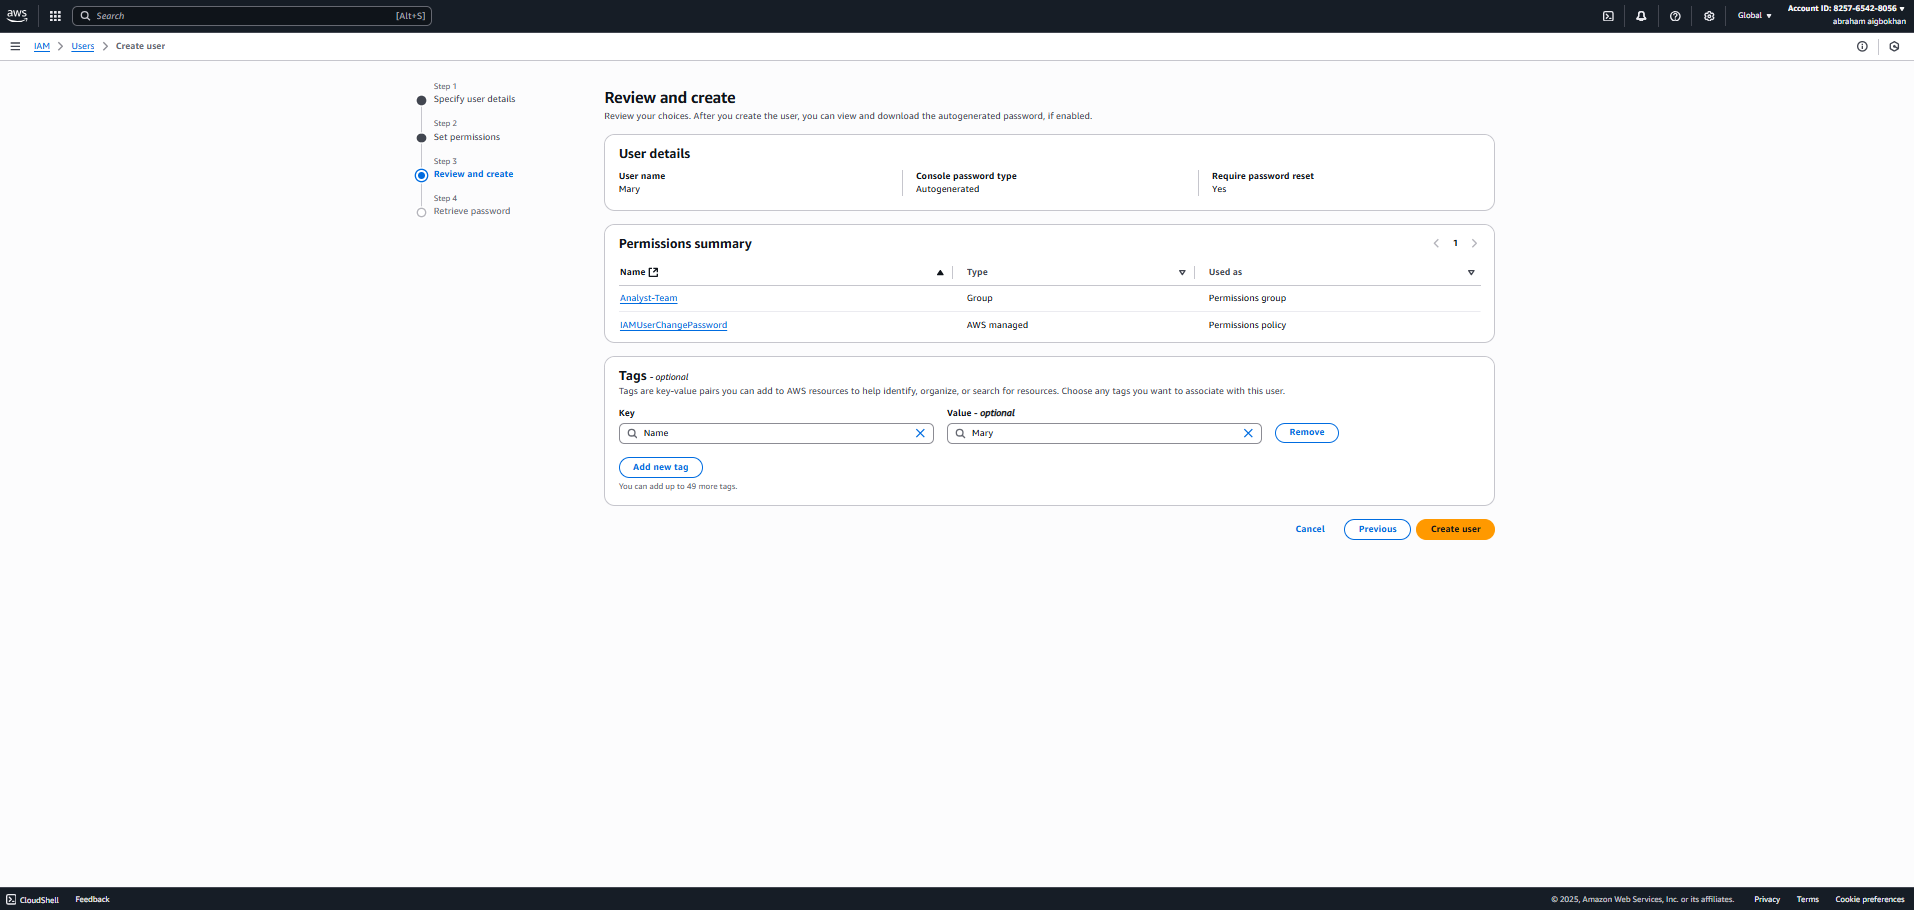 aws
Search [Alt+S]
Global
Account ID: 8257-6542-8056
abraham aigbokhan
IAM Users Create user
Step 1
Specify user details
Step 2
Set permissions
Step 3
Review and create
Step 4
Retrieve password
Review and create
Review your choices. After you create the user, you can view and download the autogenerated password, if enabled.
User details
User name Console password type Require password reset
Mary Autogenerated Yes
Permissions summary 1
Name Type Used as
Analyst-Team Group Permissions group
IAMUserChangePassword AWS managed Permissions policy
Tags - optional
Tags are key-value pairs you can add to AWS resources to help identify, organize, or search for resources. Choose any tags you want to associate with this user.
Key Value - optional
Name Mary Remove
Add new tag
You can add up to 49 more tags.
Cancel Previous Create user
CloudShell Feedback © 2025, Amazon Web Services, Inc. or its affiliates. Privacy Terms Cookie preferences